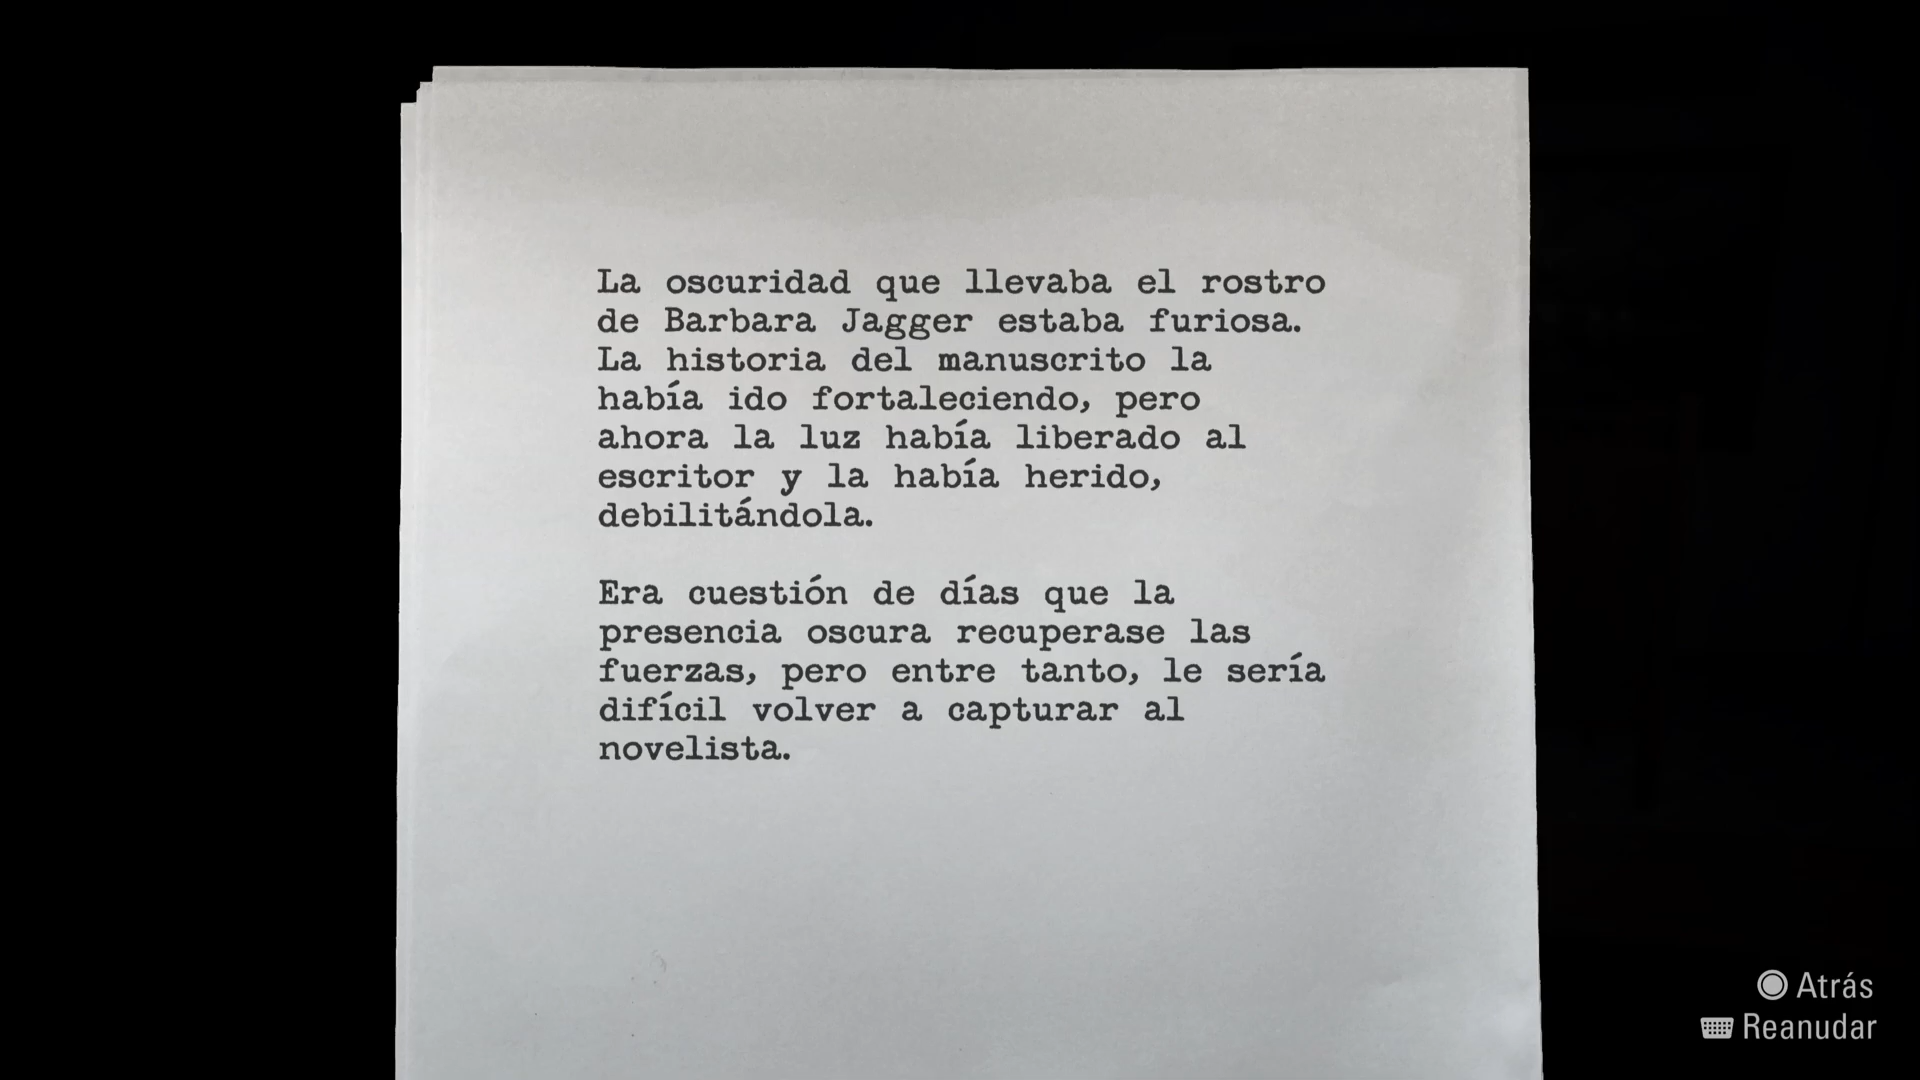 La oscuridad que llevaba el rostro
de Barbara Jagger estaba furiosa.
La historia del manuscrito la
había ido fortaleciendo, pero
ahora la luz había liberado al
escritor y la había herido,
debilitándola.
Era cuestión de días que la
presencia oscura recuperase las
fuerzas, pero entre tanto, le sería
difícil volver a capturar al
novelista.
Atrás
Reanudar